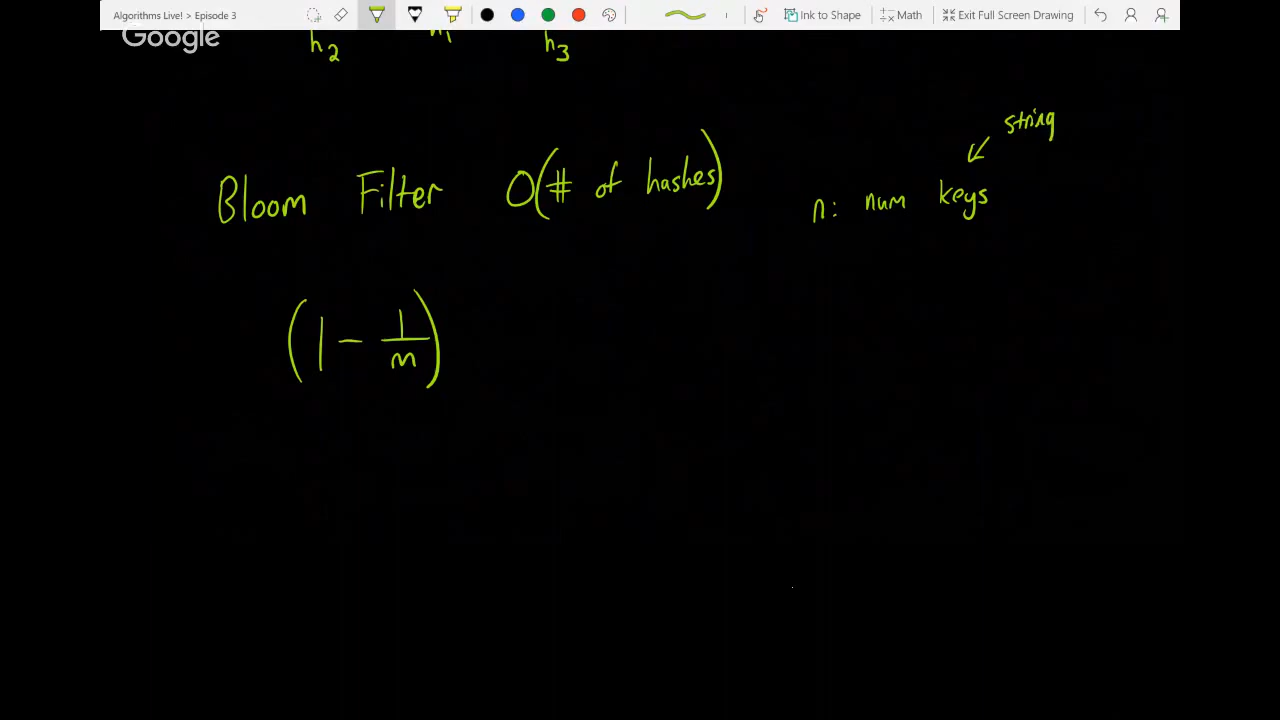 Algorithms Live! > Episode 3
Ink to Shape
Math
Exit Full Screen Drawing
Google
h2
h3
string
Bloom Filter O(# of hashes)
n: num keys
(1 - 1/m)